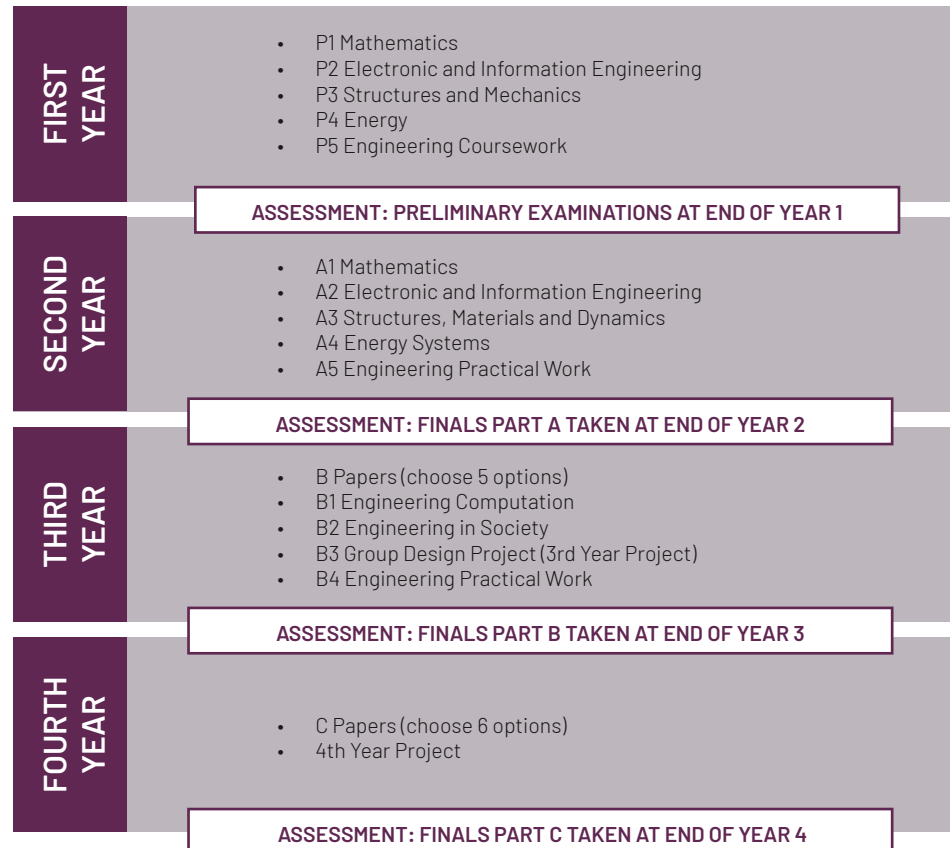 FIRST
YEAR
• P1 Mathematics
• P2 Electronic and Information Engineering
• P3 Structures and Mechanics
• P4 Energy
• P5 Engineering Coursework
ASSESSMENT: PRELIMINARY EXAMINATIONS AT END OF YEAR 1
SECOND
YEAR
• A1 Mathematics
• A2 Electronic and Information Engineering
• A3 Structures, Materials and Dynamics
• A4 Energy Systems
• A5 Engineering Practical Work
ASSESSMENT: FINALS PART A TAKEN AT END OF YEAR 2
THIRD
YEAR
• B Papers (choose 5 options)
• B1 Engineering Computation
• B2 Engineering in Society
• B3 Group Design Project (3rd Year Project)
• B4 Engineering Practical Work
ASSESSMENT: FINALS PART B TAKEN AT END OF YEAR 3
FOURTH
YEAR
• C Papers (choose 6 options)
• 4th Year Project
ASSESSMENT: FINALS PART C TAKEN AT END OF YEAR 4